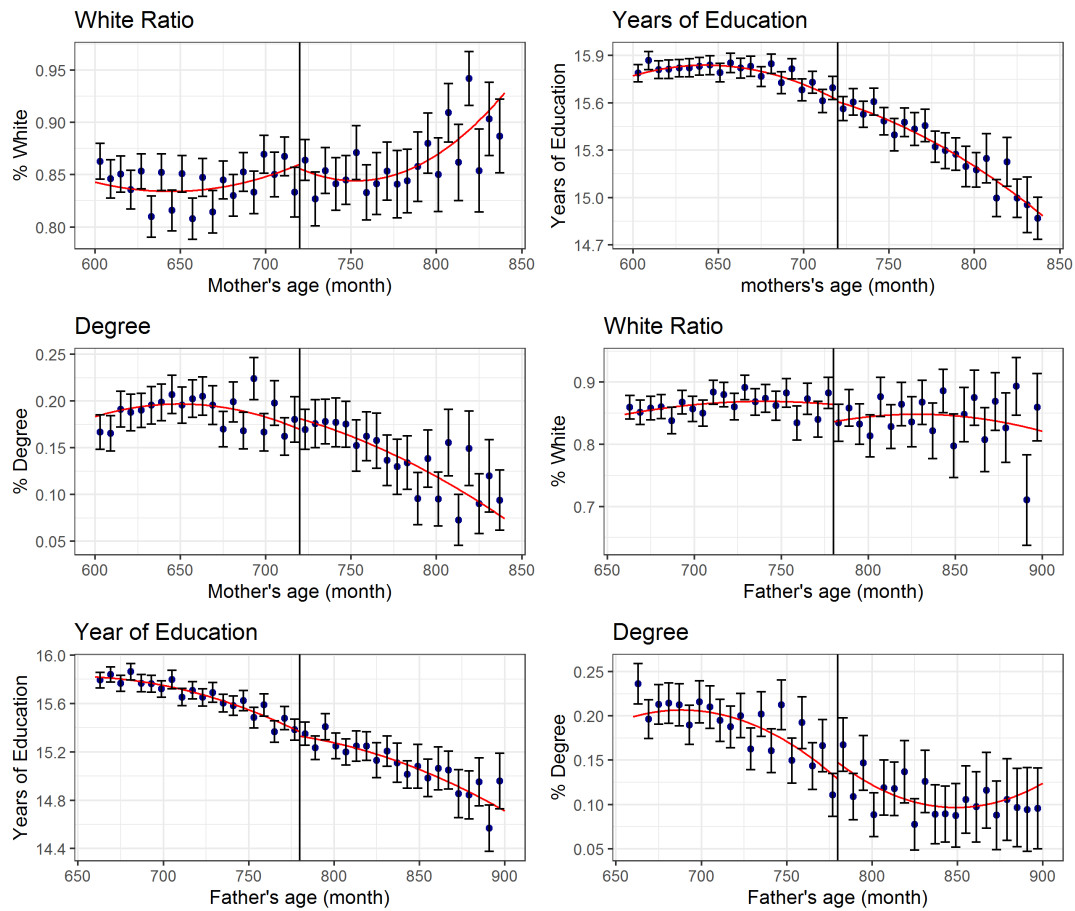 White Ratio
% White
0.95
0.90
0.85
0.80
600 650 700 750 800 850
Mother's age (month)
Years of Education
Years of Education
15.9
15.6
15.3
15.0
14.7
600 650 700 750 800 850
mothers's age (month)
Degree
% Degree
0.25
0.20
0.15
0.10
0.05
600 650 700 750 800 850
Mother's age (month)
White Ratio
% White
0.9
0.8
0.7
650 700 750 800 850 900
Father's age (month)
Year of Education
Years of Education
16.0
15.6
15.2
14.8
14.4
650 700 750 800 850 900
Father's age (month)
Degree
% Degree
0.25
0.20
0.15
0.10
0.05
650 700 750 800 850 900
Father's age (month)